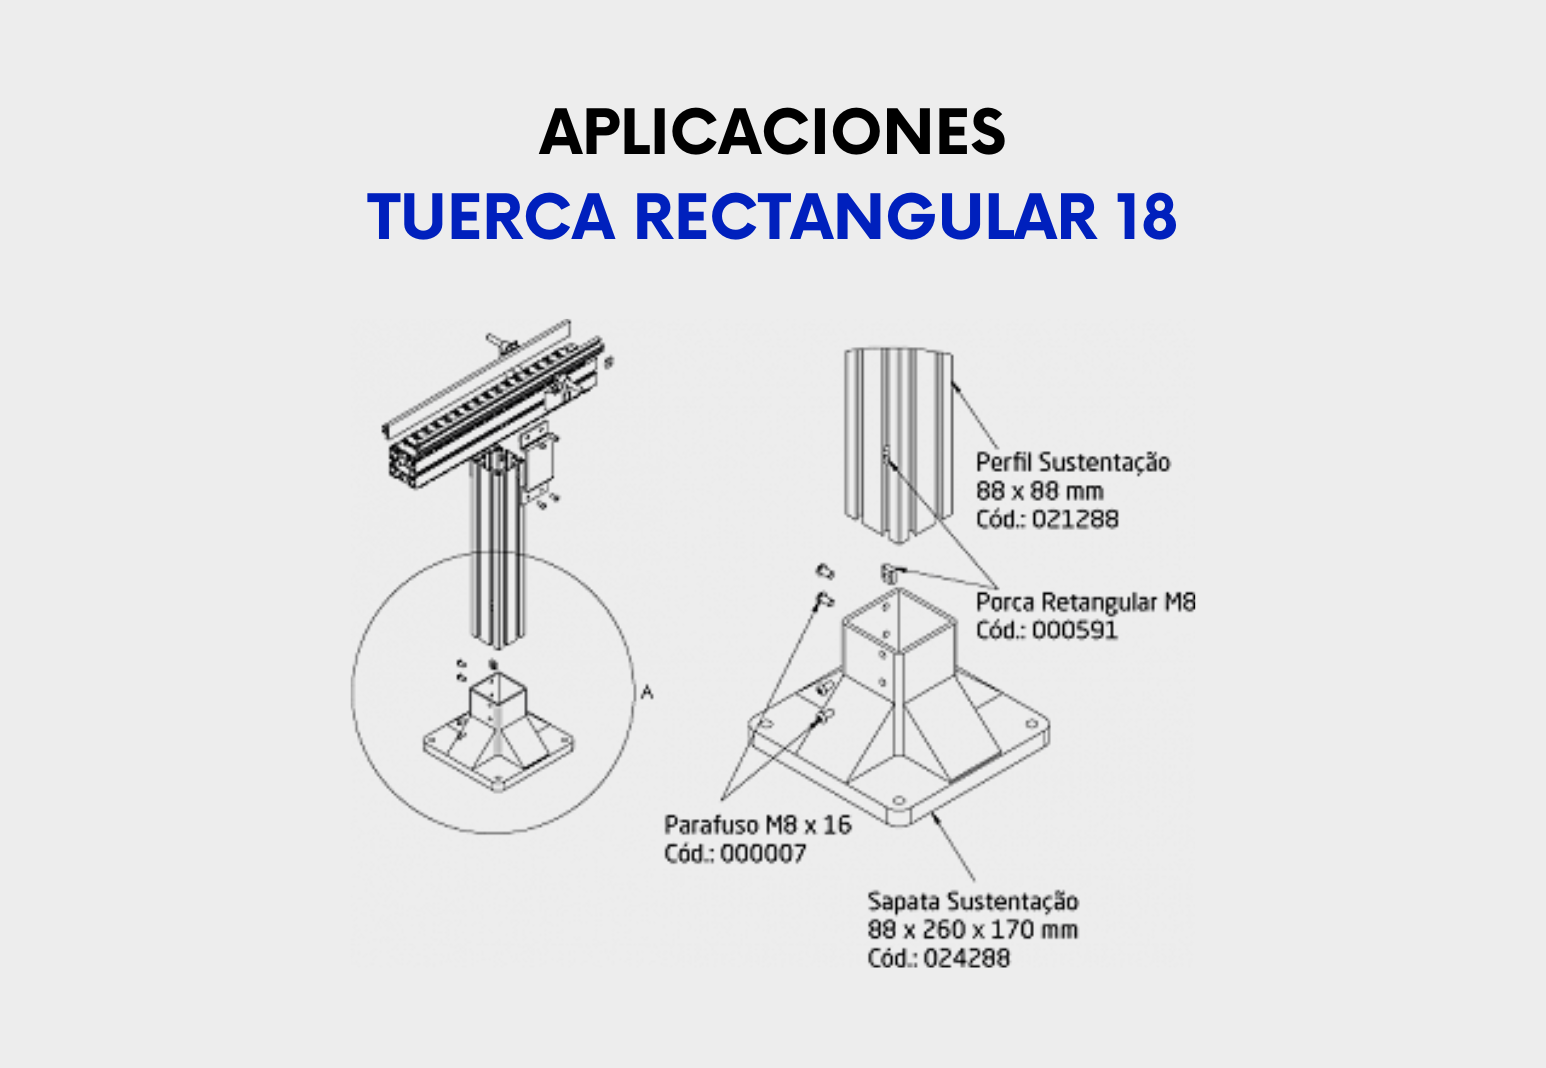 APLICACIONES
TUERCA RECTANGULAR 18
Perfil Sustentação
88 x 88 mm
Cód.: 021288
Porca Retangular M8
Cód.: 000591
A
Parafuso M8 x 16
Cód.: 000007
Sapata Sustentação
88 x 260 x 170 mm
Cód.: 024288